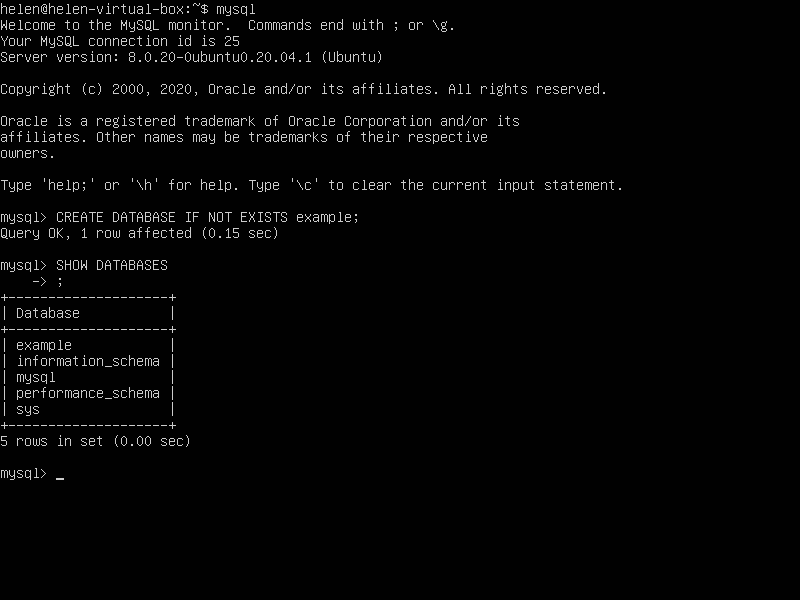 helen@helen-virtual-box:~$ mysql
Welcome to the MySQL monitor.  Commands end with ; or \g.
Your MySQL connection id is 25
Server version: 8.0.20-0ubuntu0.20.04.1 (Ubuntu)

Copyright (c) 2000, 2020, Oracle and/or its affiliates. All rights reserved.

Oracle is a registered trademark of Oracle Corporation and/or its
affiliates. Other names may be trademarks of their respective
owners.

Type 'help;' or '\h' for help. Type '\c' to clear the current input statement.

mysql> CREATE DATABASE IF NOT EXISTS example;
Query OK, 1 row affected (0.15 sec)

mysql> SHOW DATABASES
    -> ;
+--------------------+
| Database           |
+--------------------+
| example            |
| information_schema |
| mysql              |
| performance_schema |
| sys                |
+--------------------+
5 rows in set (0.00 sec)

mysql> _